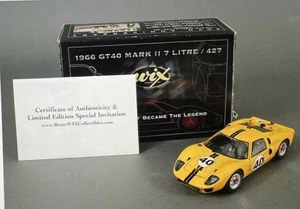 1966 GT40 MARK II 7 LITRE / 427
BECAME THE LEGEND
Certificate of Authenticity &
Limited Edition Special Invitation
40
40